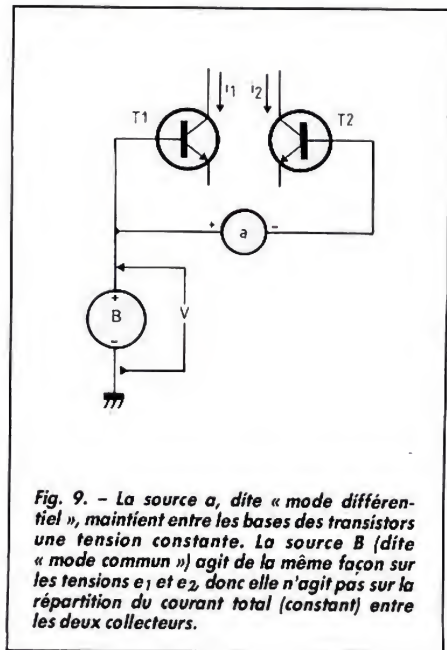 i1 i2
T1 T2
+ a -
+
B V
-
Fig. 9. – La source a, dite « mode différen-
tiel », maintient entre les bases des transistors
une tension constante. La source B (dite
« mode commun ») agit de la même façon sur
les tensions e1 et e2, donc elle n'agit pas sur la
répartition du courant total (constant) entre
les deux collecteurs.